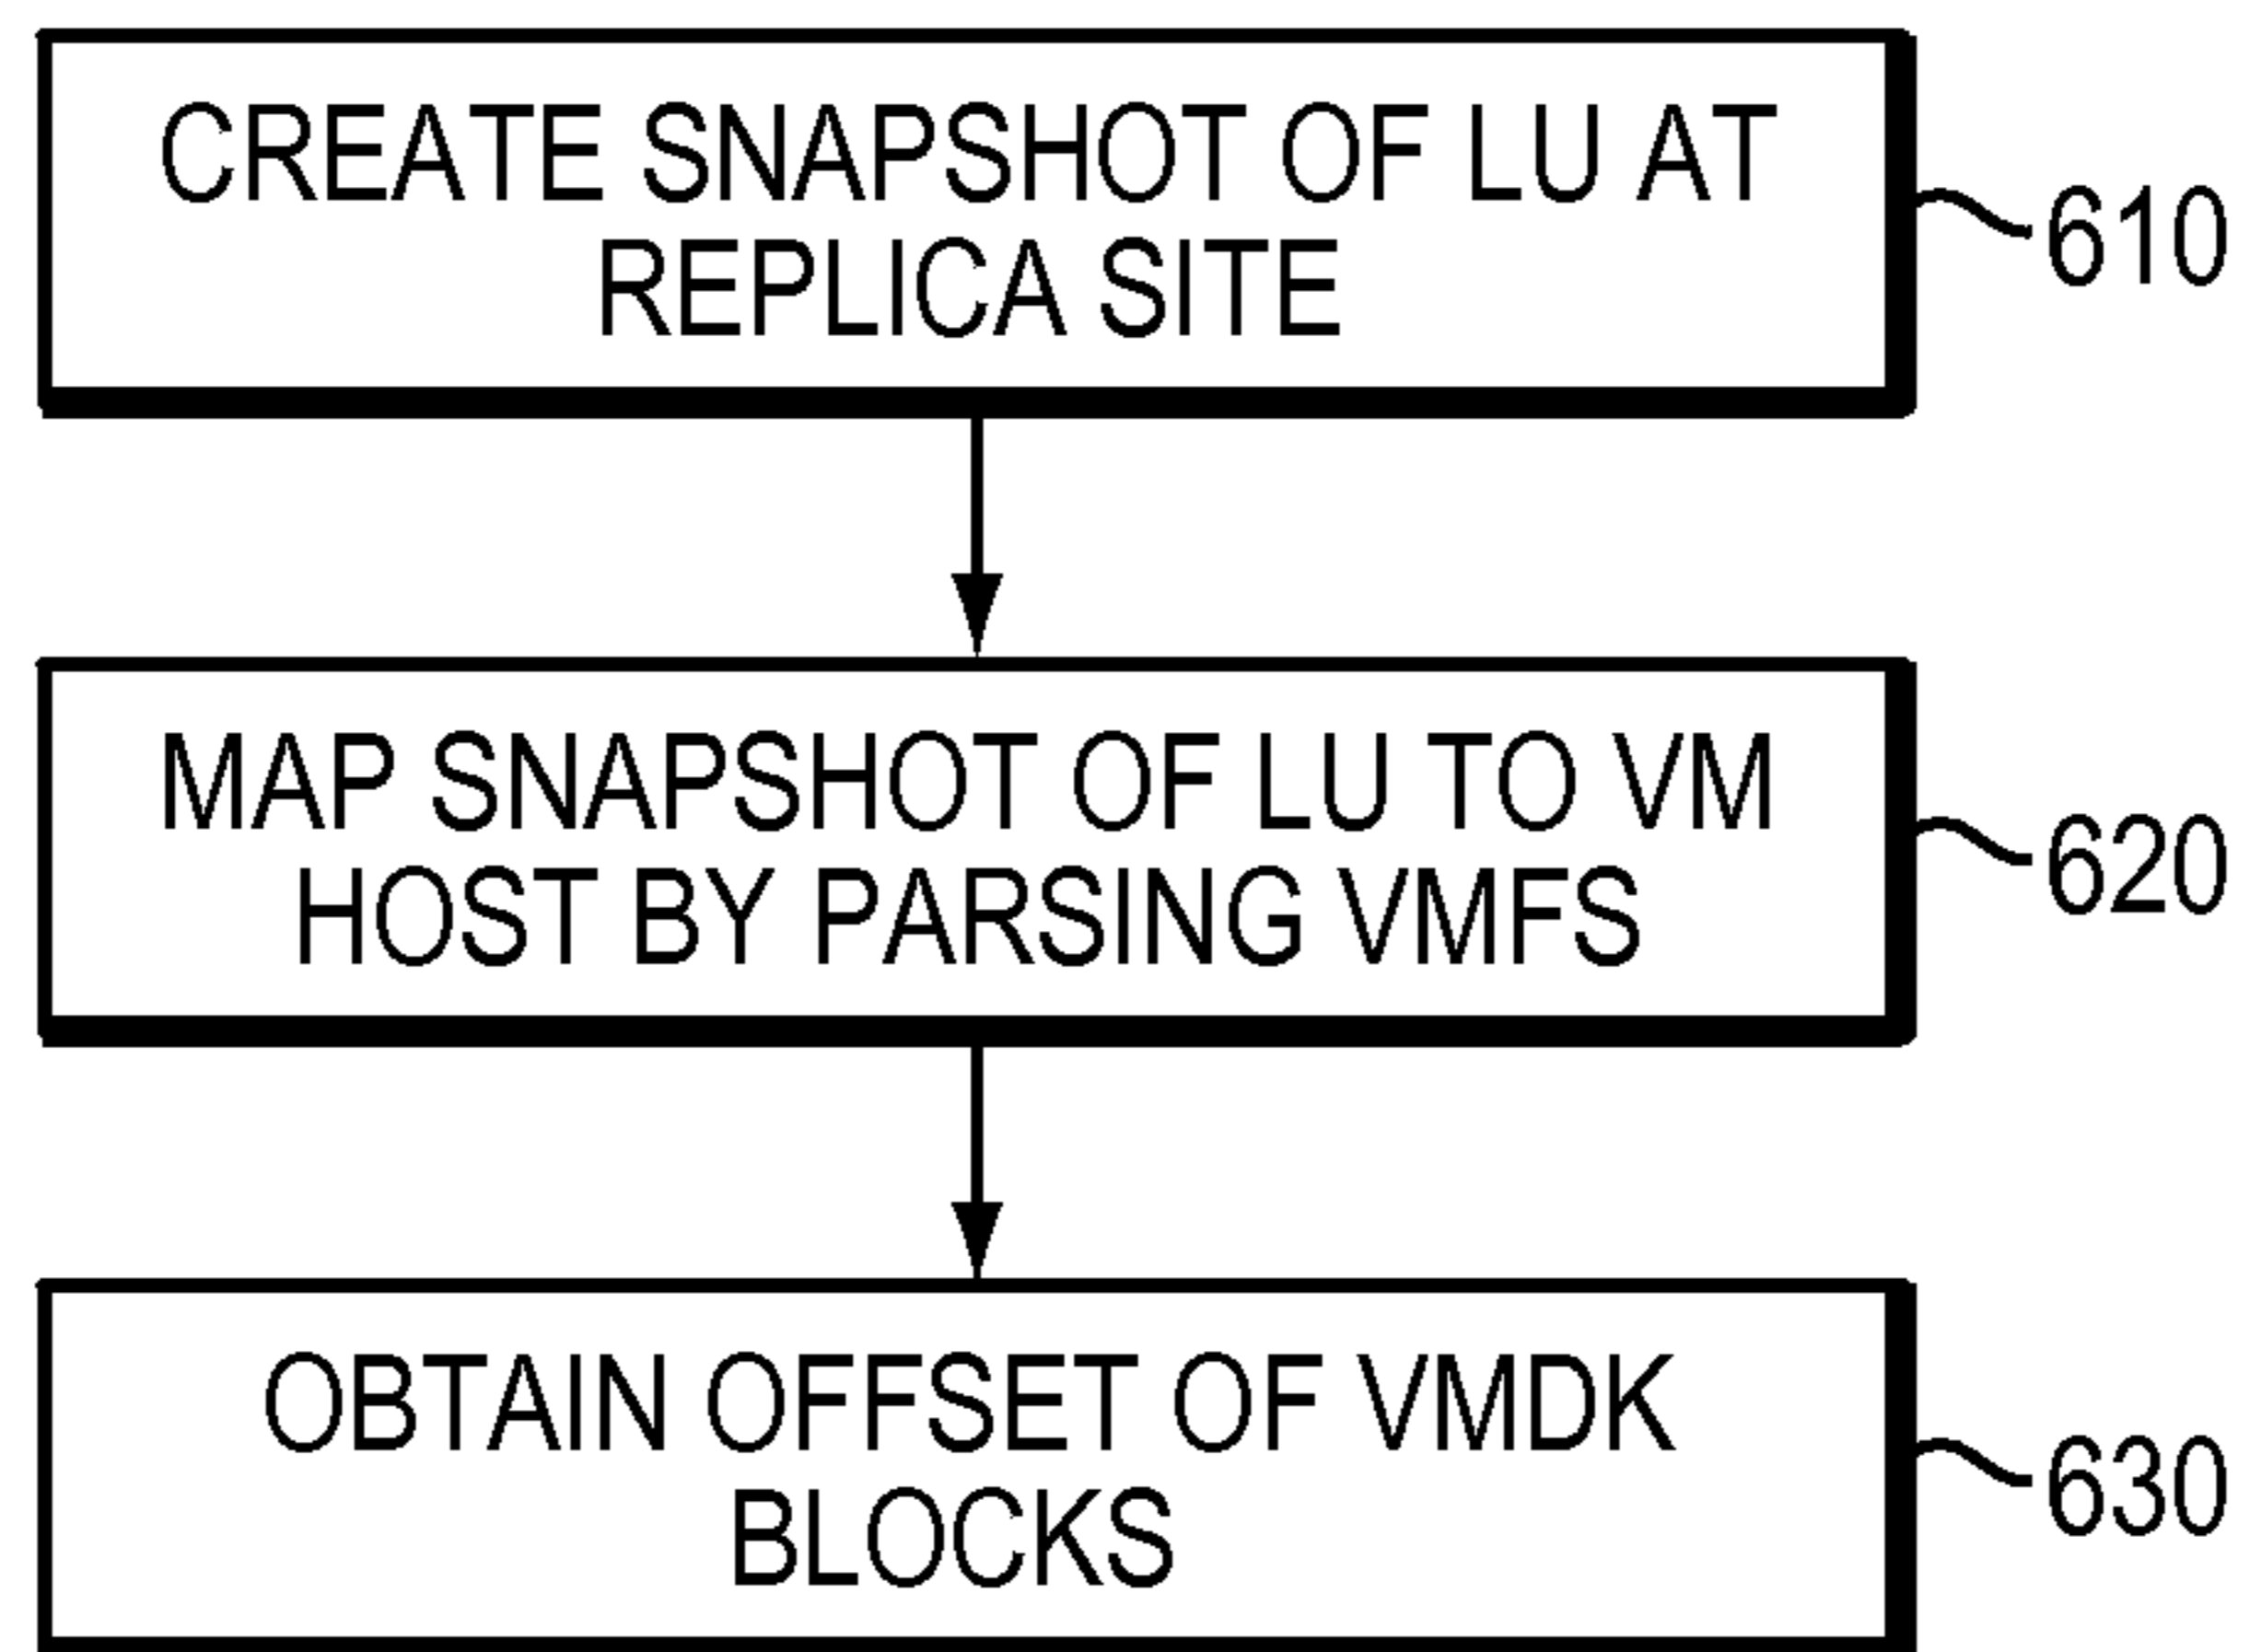 CREATE SNAPSHOT OF LU AT
REPLICA SITE
610
MAP SNAPSHOT OF LU TO VM
HOST BY PARSING VMFS
620
OBTAIN OFFSET OF VMDK
BLOCKS
630